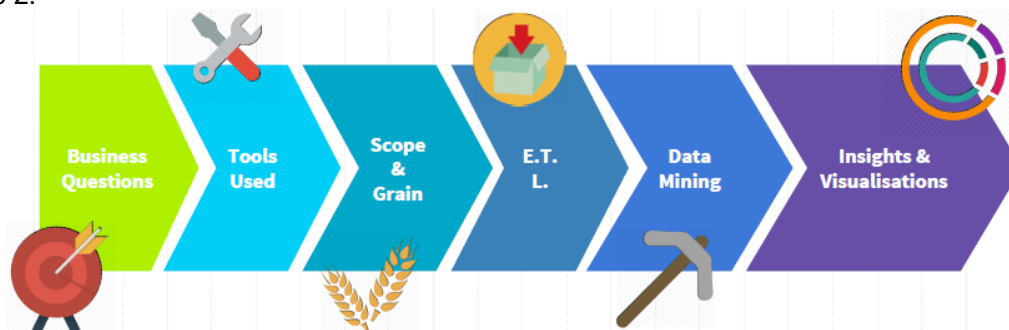 Business
Questions
Tools
Used
Scope
&
Grain
E.T.
L.
Data
Mining
Insights &
Visualisations